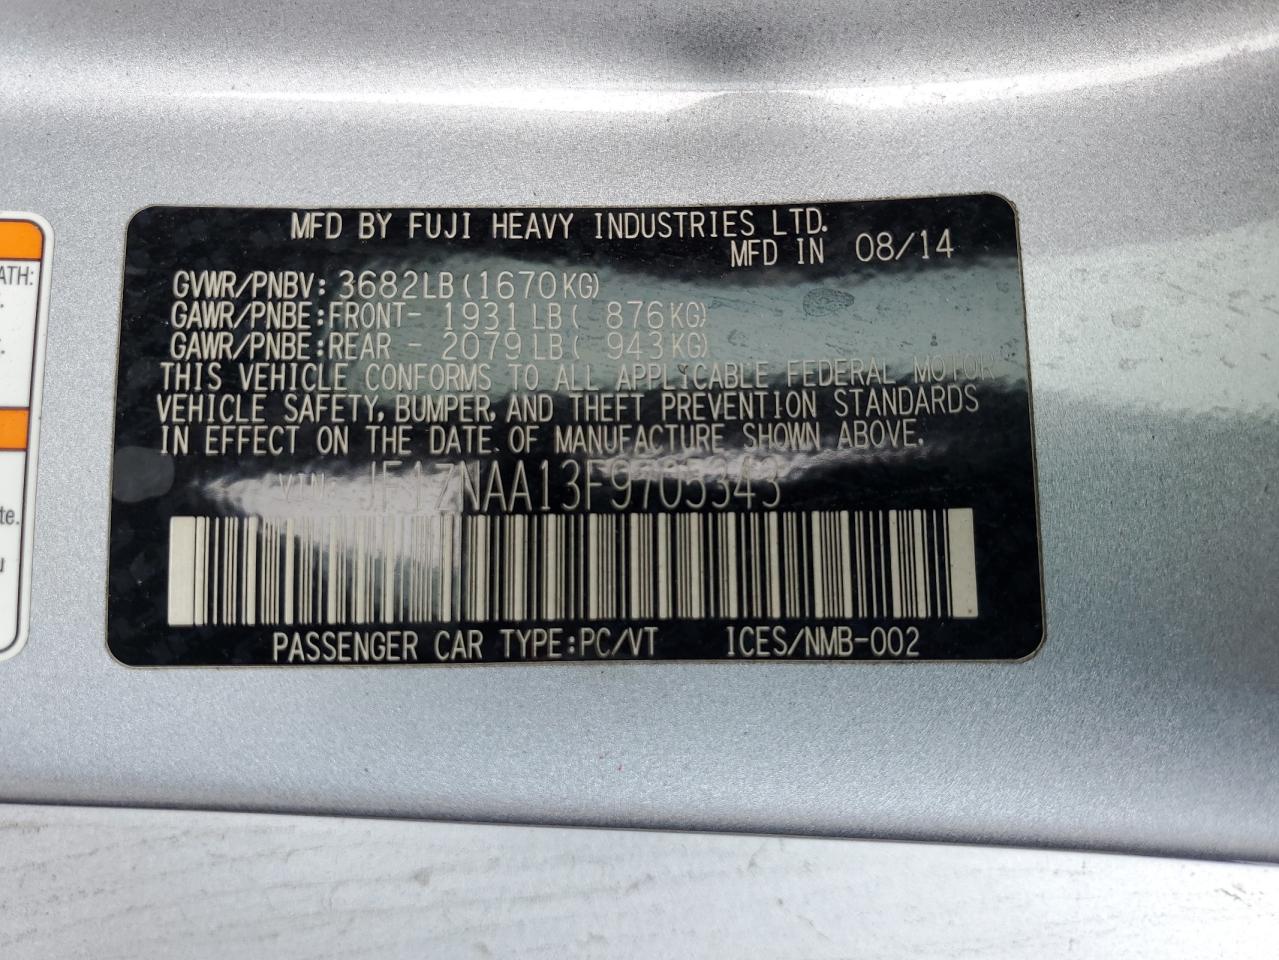 ATH:
te.
u
MFD BY FUJI HEAVY INDUSTRIES LTD.
MFD IN 08/14
GVWR/PNBV: 3682LB(1670KG)
GAWR/PNBE:FRONT- 1931LB( 876KG)
GAWR/PNBE:REAR - 2079LB( 943KG)
THIS VEHICLE CONFORMS TO ALL APPLICABLE FEDERAL MOTOR
VEHICLE SAFETY, BUMPER, AND THEFT PREVENTION STANDARDS
IN EFFECT ON THE DATE OF MANUFACTURE SHOWN ABOVE.
VIN JF1ZNAA13F9705343
PASSENGER CAR TYPE:PC/VT ICES/NMB-002